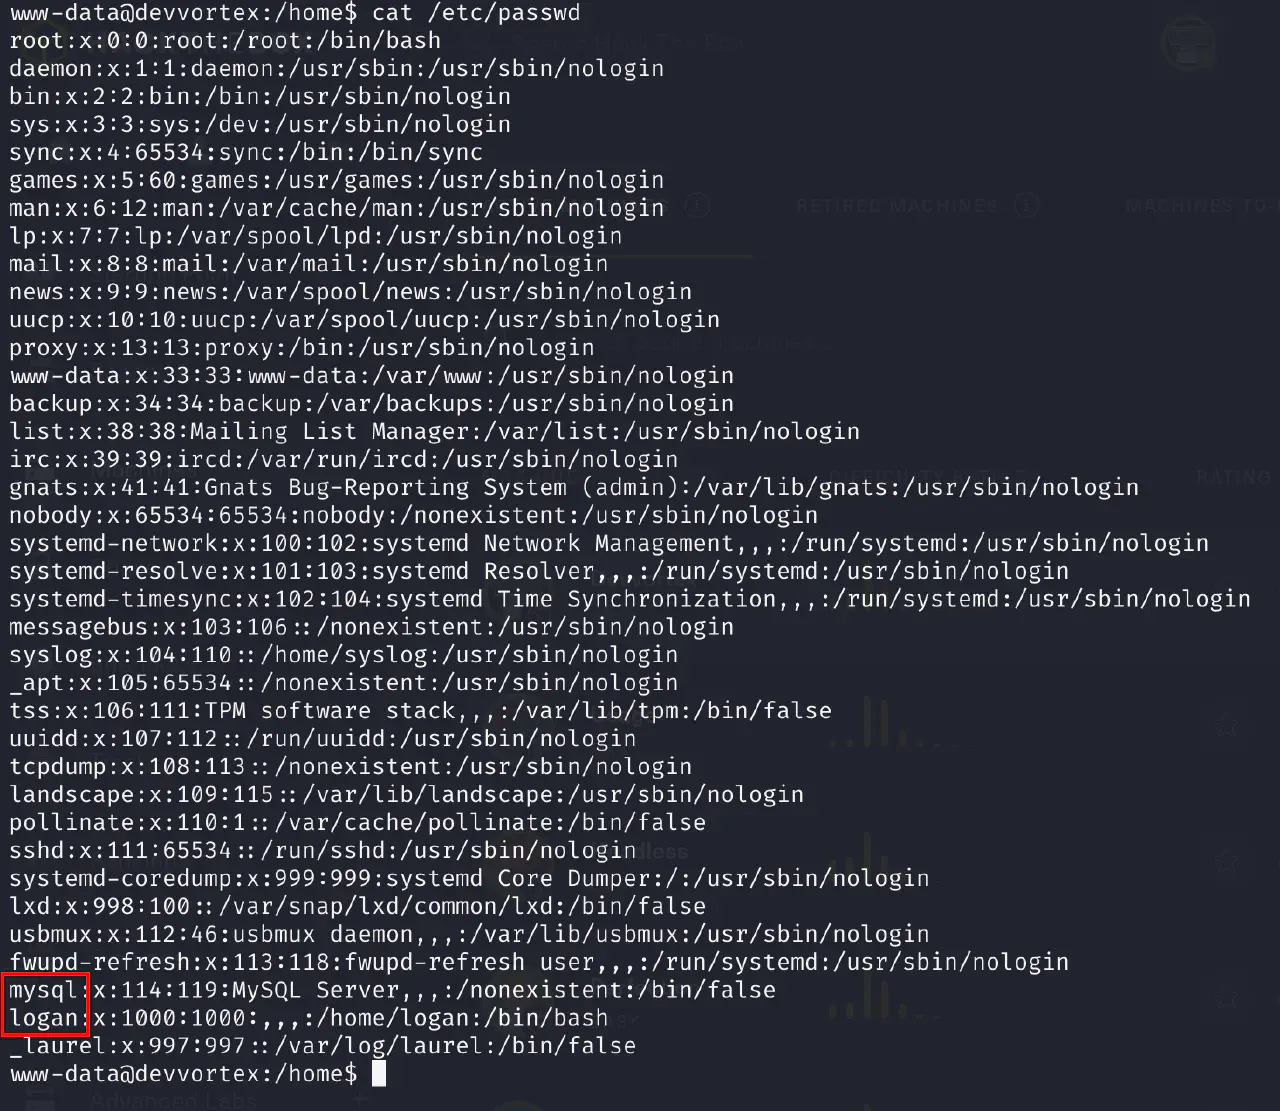 www-data@devvortex:/home$ cat /etc/passwd
root:x:0:0:root:/root:/bin/bash
daemon:x:1:1:daemon:/usr/sbin:/usr/sbin/nologin
bin:x:2:2:bin:/bin:/usr/sbin/nologin
sys:x:3:3:sys:/dev:/usr/sbin/nologin
sync:x:4:65534:sync:/bin:/bin/sync
games:x:5:60:games:/usr/games:/usr/sbin/nologin
man:x:6:12:man:/var/cache/man:/usr/sbin/nologin
RETIRED MACHINES
MACHINES TO
lp:x:7:7:lp:/var/spool/lpd:/usr/sbin/nologin
mail:x:8:8:mail:/var/mail:/usr/sbin/nologin
news:x:9:9:news:/var/spool/news:/usr/sbin/nologin
uucp:x:10:10:uucp:/var/spool/uucp:/usr/sbin/nologin
proxy:x:13:13:proxy:/bin:/usr/sbin/nologin
www-data:x:33:33:www-data:/var/www:/usr/sbin/nologin
backup:x:34:34:backup:/var/backups:/usr/sbin/nologin
list:x:38:38:Mailing List Manager:/var/list:/usr/sbin/nologin
irc:x:39:39:ircd:/var/run/ircd:/usr/sbin/nologin
RATING
gnats:x:41:41:Gnats Bug-Reporting System (admin):/var/lib/gnats:/usr/sbin/nologin
nobody:x:65534:65534:nobody:/nonexistent:/usr/sbin/nologin
systemd-network:x:100:102:systemd Network Management,,,:/run/systemd:/usr/sbin/nologin
systemd-resolve:x:101:103:systemd Resolver,,,:/run/systemd:/usr/sbin/nologin
systemd-timesync:x:102:104:systemd Time Synchronization,,,:/run/systemd:/usr/sbin/nologin
messagebus:x:103:106::/nonexistent:/usr/sbin/nologin
syslog:x:104:110::/home/syslog:/usr/sbin/nologin
_apt:x:105:65534::/nonexistent:/usr/sbin/nologin
tss:x:106:111:TPM software stack,,,:/var/lib/tpm:/bin/false
uuidd:x:107:112::/run/uuidd:/usr/sbin/nologin
tcpdump:x:108:113::/nonexistent:/usr/sbin/nologin
landscape:x:109:115::/var/lib/landscape:/usr/sbin/nologin
pollinate:x:110:1::/var/cache/pollinate:/bin/false
sshd:x:111:65534::/run/sshd:/usr/sbin/nologin
systemd-coredump:x:999:999:systemd Core Dumper:/:/usr/sbin/nologin
lxd:x:998:100::/var/snap/lxd/common/lxd:/bin/false
usbmux:x:112:46:usbmux daemon,,,:/var/lib/usbmux:/usr/sbin/nologin
fwupd-refresh:x:113:118:fwupd-refresh user,,,:/run/systemd:/usr/sbin/nologin
mysql:x:114:119:MySQL Server,,,:/nonexistent:/bin/false
logan:x:1000:1000:,,,:/home/logan:/bin/bash
_laurel:x:997:997::/var/log/laurel:/bin/false
www-data@devvortex:/home$
Advanced Labs